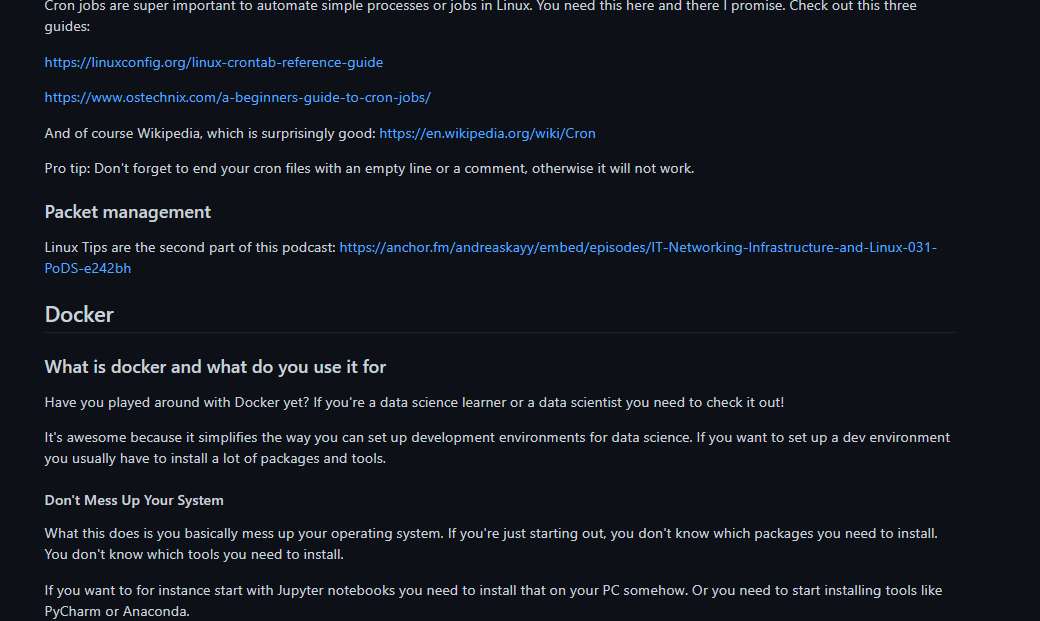 Cron jobs are super important to automate simple processes or jobs in Linux. You need this here and there I promise. Check out this three
guides:
https://linuxconfig.org/linux-crontab-reference-guide
https://www.ostechnix.com/a-beginners-guide-to-cron-jobs/
And of course Wikipedia, which is surprisingly good: https://en.wikipedia.org/wiki/Cron
Pro tip: Don't forget to end your cron files with an empty line or a comment, otherwise it will not work.
Packet management
Linux Tips are the second part of this podcast: https://anchor.fm/andreaskayy/embed/episodes/IT-Networking-Infrastructure-and-Linux-031-
PoDS-e242bh
Docker
What is docker and what do you use it for
Have you played around with Docker yet? If you're a data science learner or a data scientist you need to check it out!
It's awesome because it simplifies the way you can set up development environments for data science. If you want to set up a dev environment
you usually have to install a lot of packages and tools.
Don't Mess Up Your System
What this does is you basically mess up your operating system. If you're just starting out, you don't know which packages you need to install.
You don't know which tools you need to install.
If you want to for instance start with Jupyter notebooks you need to install that on your PC somehow. Or you need to start installing tools like
PyCharm or Anaconda.